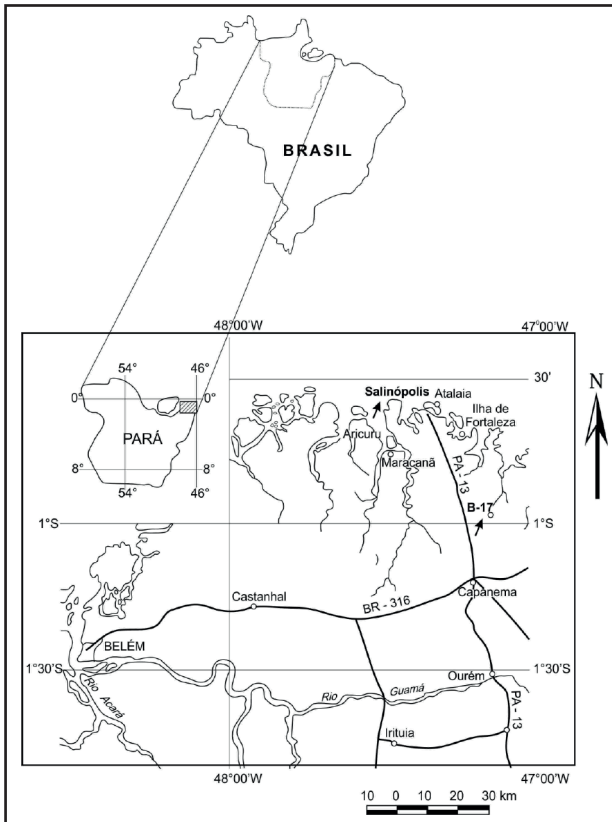 BRASIL
48°00'W
47°00'W
54°
46°
0°
0°
PARÁ
8°
8°
54°
46°
30'
Salinópolis
Atalaia
Ilha de
Fortaleza
Aricuru
Maracanã
PA - 13
B-17
N
1°S
1°S
Castanhal
BR - 316
Capanema
BELÉM
1°30'S
1°30'S
Ourém
Rio Acará
Rio Guamá
PA - 13
Irituia
48°00'W
47°00'W
10 0 10 20 30 km